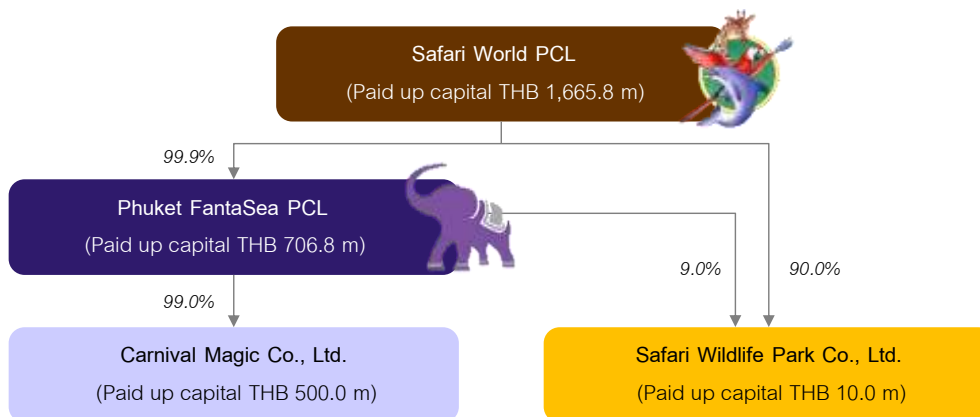 Safari World PCL
(Paid up capital THB 1,665.8 m)
99.9%
Phuket FantaSea PCL
(Paid up capital THB 706.8 m)
9.0%
90.0%
99.0%
Carnival Magic Co., Ltd.
(Paid up capital THB 500.0 m)
Safari Wildlife Park Co., Ltd.
(Paid up capital THB 10.0 m)